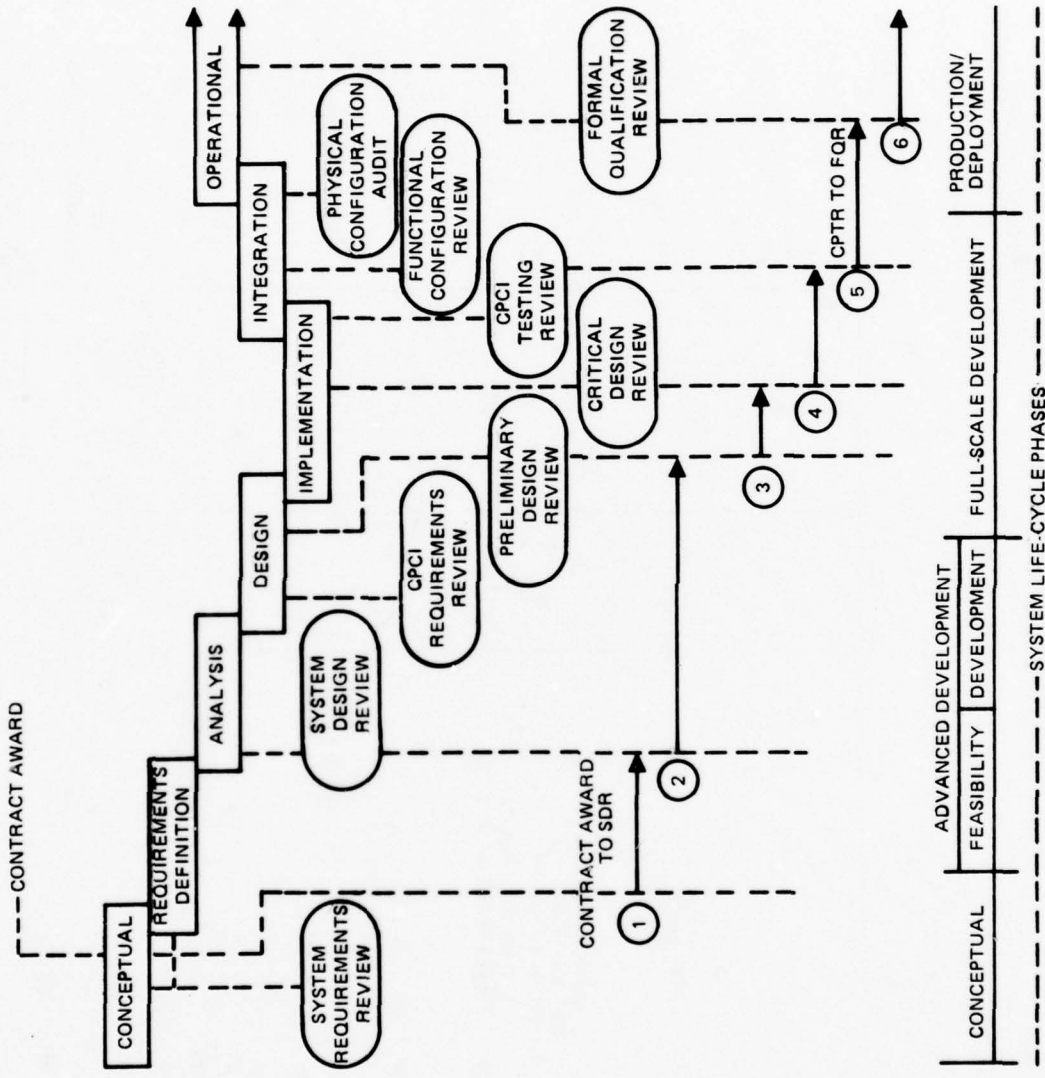 CONTRACT AWARD
CONCEPTUAL
REQUIREMENTS
DEFINITION
ANALYSIS
DESIGN
IMPLEMENTATION
INTEGRATION
OPERATIONAL
SYSTEM
REQUIREMENTS
REVIEW
SYSTEM
DESIGN
REVIEW
CPCI
REQUIREMENTS
REVIEW
PRELIMINARY
DESIGN
REVIEW
CRITICAL
DESIGN
REVIEW
CPCI
TESTING
REVIEW
FUNCTIONAL
CONFIGURATION
REVIEW
PHYSICAL
CONFIGURATION
AUDIT
FORMAL
QUALIFICATION
REVIEW
CONTRACT AWARD
TO SDR
1
2
3
4
5
CPTR TO FQR
6
CONCEPTUAL
ADVANCED DEVELOPMENT
FEASIBILITY
DEVELOPMENT
FULL-SCALE DEVELOPMENT
PRODUCTION/
DEPLOYMENT
SYSTEM LIFE-CYCLE PHASES